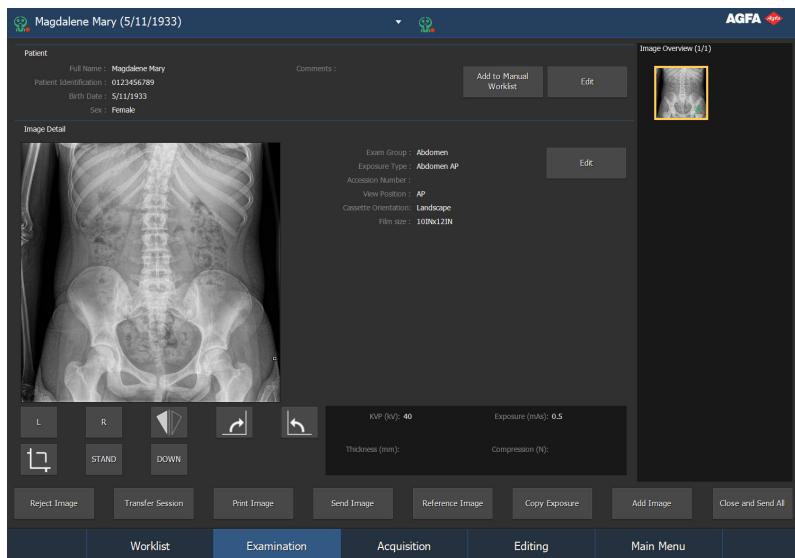 Magdalene Mary (5/11/1933)
AGFA
Agfa
Patient
Full Name : Magdalene Mary
Comments :
Patient Identification : 0123456789
Birth Date : 5/11/1933
Sex : Female
Add to Manual
Worklist
Edit
Image Overview (1/1)
Image Detail
Exam Group : Abdomen
Exposure Type : Abdomen AP
Accession Number :
View Position : AP
Cassette Orientation: Landscape
Film size : 10INx12IN
Edit
L
R
STAND
DOWN
KVP (kV): 40
Exposure (mAs): 0.5
Thickness (mm):
Compression (N):
Reject Image
Transfer Session
Print Image
Send Image
Reference Image
Copy Exposure
Add Image
Close and Send All
Worklist
Examination
Acquisition
Editing
Main Menu